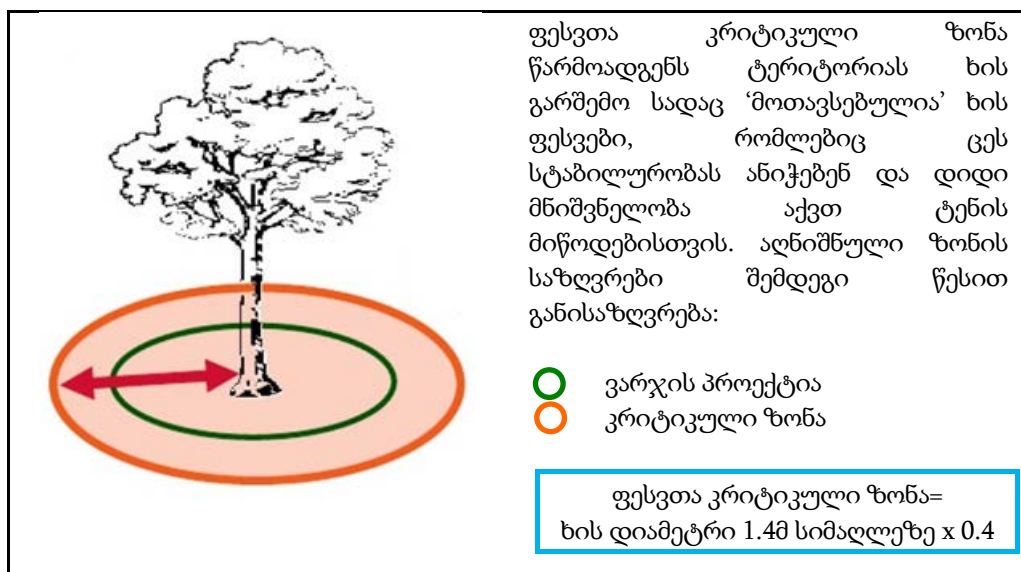 ფესვთა კრიტიკული ზონა
წარმოადგენს ტერიტორიას ხის
გარშემო სადაც ‘მოთავსებულია’ ხის
ფესვები, რომლებიც ცეს
სტაბილურობას ანიჭებენ და დიდი
მნიშვნელობა აქვთ ტენის
მიწოდებისთვის. აღნიშნული ზონის
საზღვრები შემდეგი წესით
განისაზღვრება:
ვარჯის პროექტია
კრიტიკული ზონა
ფესვთა კრიტიკული ზონა=
ხის დიამეტრი 1.4მ სიმაღლეზე x 0.4